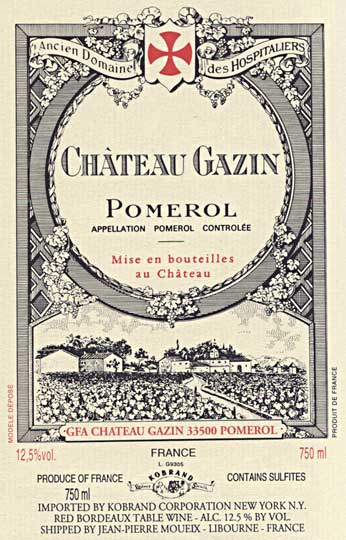 Ancien Domaine des HOSPITALIERS
CHÂTEAU GAZIN
POMEROL
APPELLATION POMEROL CONTROLÉE
Mise en bouteilles
au Château
MODELE DÉPOSÉ
PRODUIT DE FRANCE
GFA CHATEAU GAZIN 33500 POMEROL
12,5%vol. FRANCE 750 ml
L. G9305
PRODUCE OF FRANCE KOBRAND CONTAINS SULFITES
750 ml
IMPORTED BY KOBRAND CORPORATION NEW YORK N.Y.
RED BORDEAUX TABLE WINE - ALC. 12.5 % BY VOL.
SHIPPED BY JEAN-PIERRE MOUEIX - LIBOURNE - FRANCE